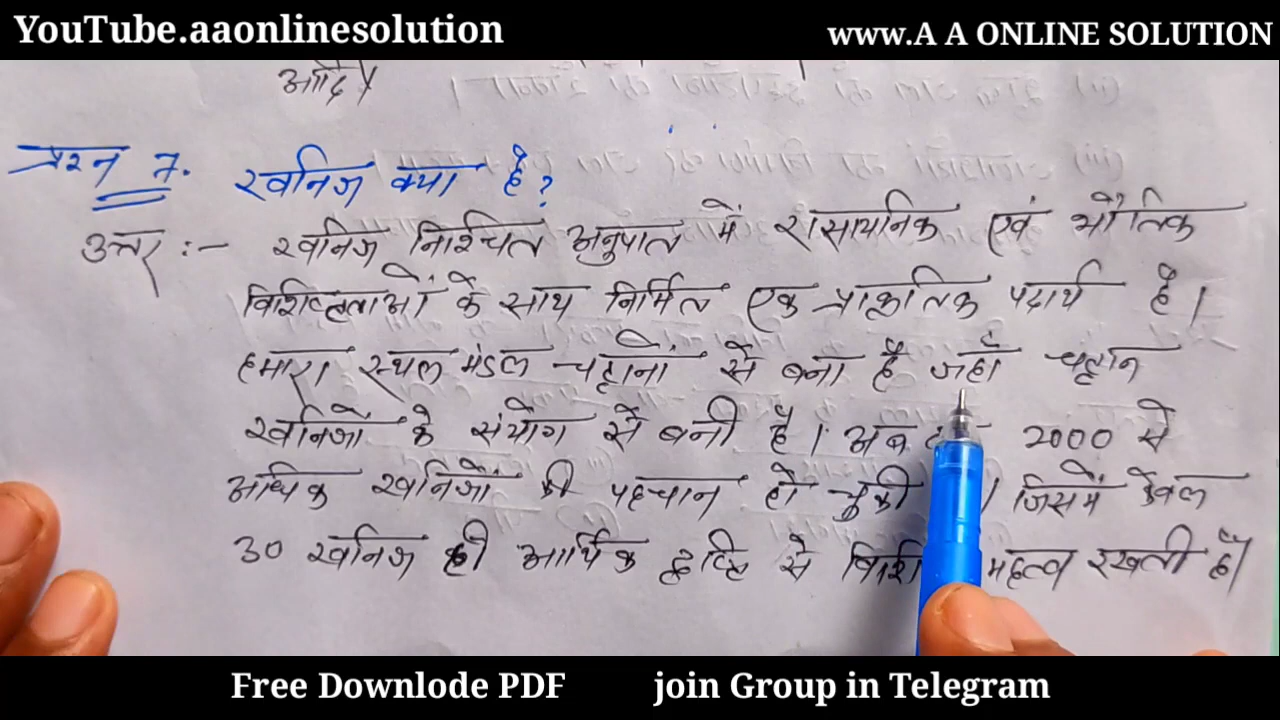 YouTube.aaonlinesolution
www.A A ONLINE SOLUTION
आदि।
प्रश्न 7. खनिज क्या है?
उत्तर :- खनिज निश्चित अनुपात में रासायनिक एवं भौतिक
विशिष्टताओं के साथ निर्मित एक प्राकृतिक पदार्थ है।
हमारा स्थल मंडल चट्टानों से बना है जहाँ चट्टान
खनिजों के संयोग से बनी है। अब 2000 से
अधिक खनिजों की पहचान हो चुकी । जिसमें केवल
30 खनिज ही आर्थिक दृष्टि से महत्व रखती हैं।
Free Downlode PDF join Group in Telegram